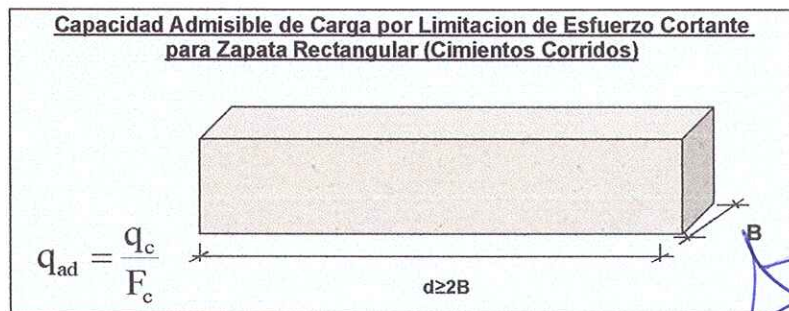 Capacidad Admisible de Carga por Limitacion de Esfuerzo Cortante
para Zapata Rectangular (Cimientos Corridos)
q_ad = q_c / F_c
B
d≥2B